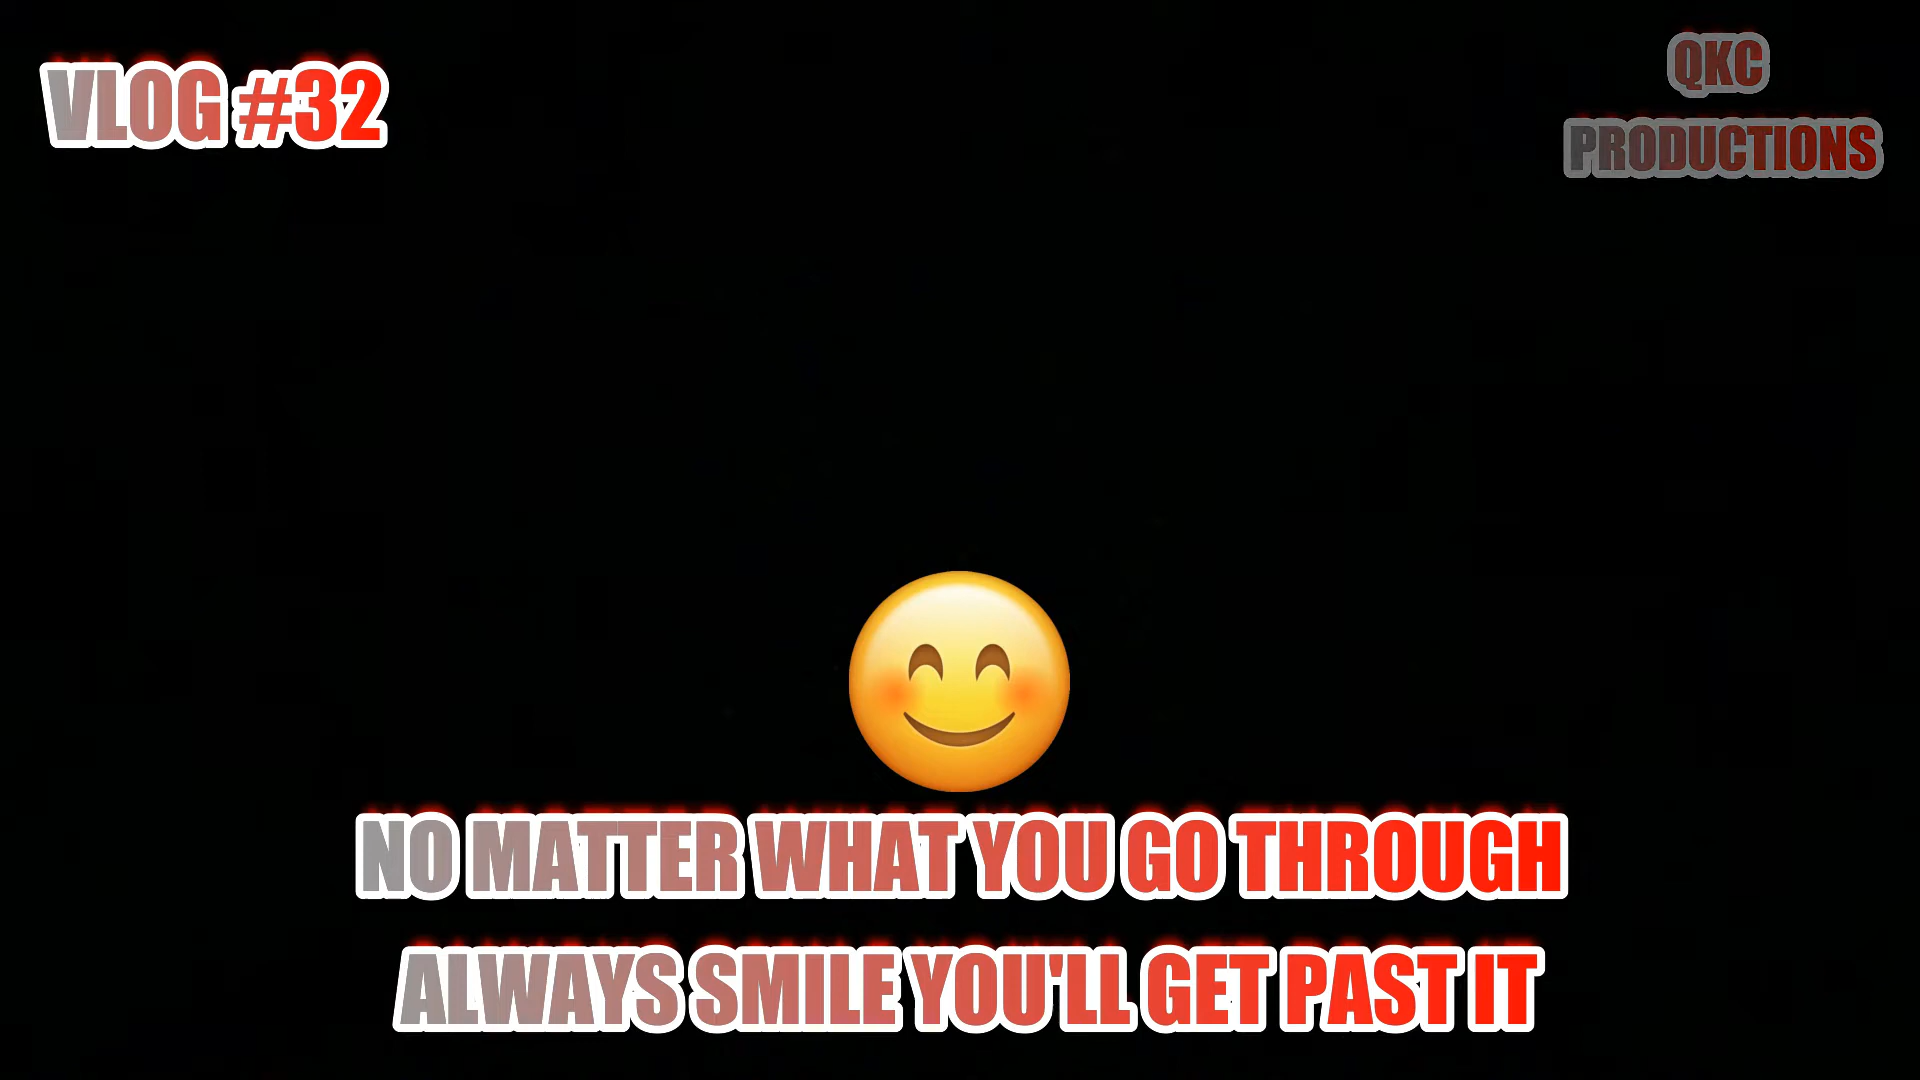 VLOG #32
QKC
PRODUCTIONS
NO MATTER WHAT YOU GO THROUGH
ALWAYS SMILE YOU'LL GET PAST IT